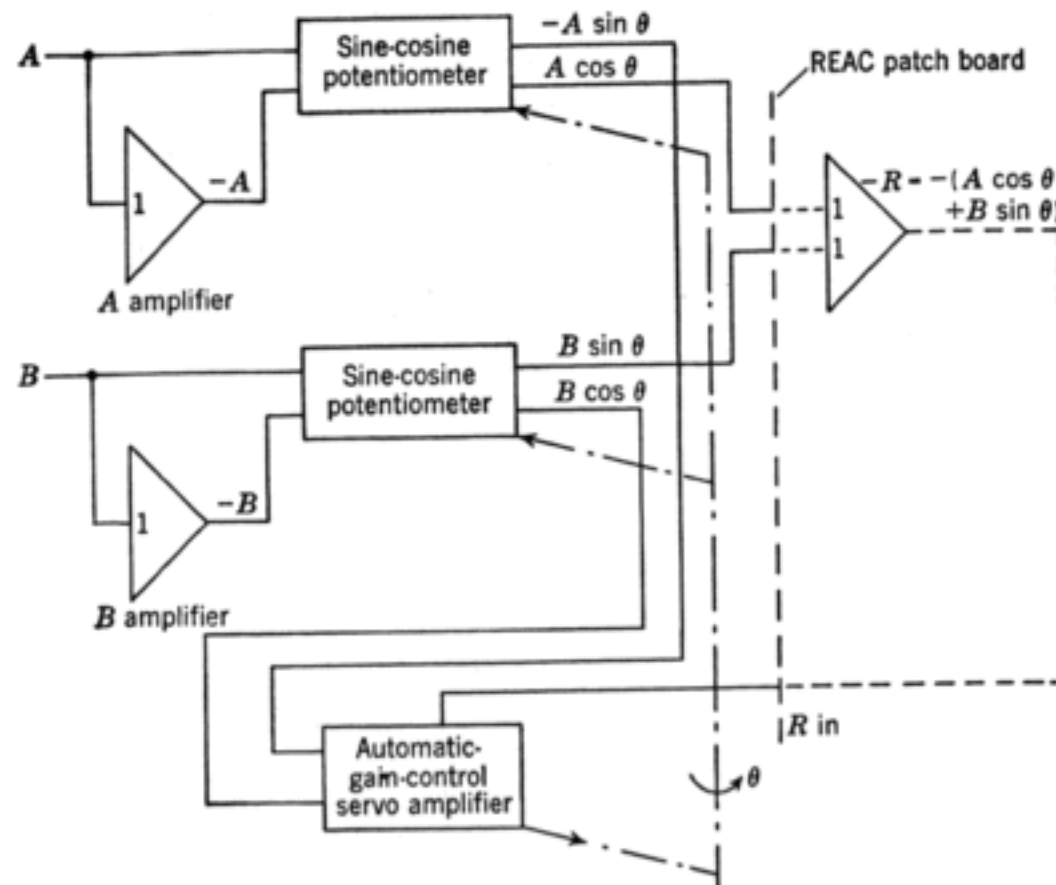 A
Sine-cosine
potentiometer
−A sin θ
A cos θ
REAC patch board
1
−A
A amplifier
1
1
−R = −(A cos θ
+B sin θ)
B
Sine-cosine
potentiometer
B sin θ
B cos θ
1
−B
B amplifier
Automatic-
gain-control
servo amplifier
R in
θ